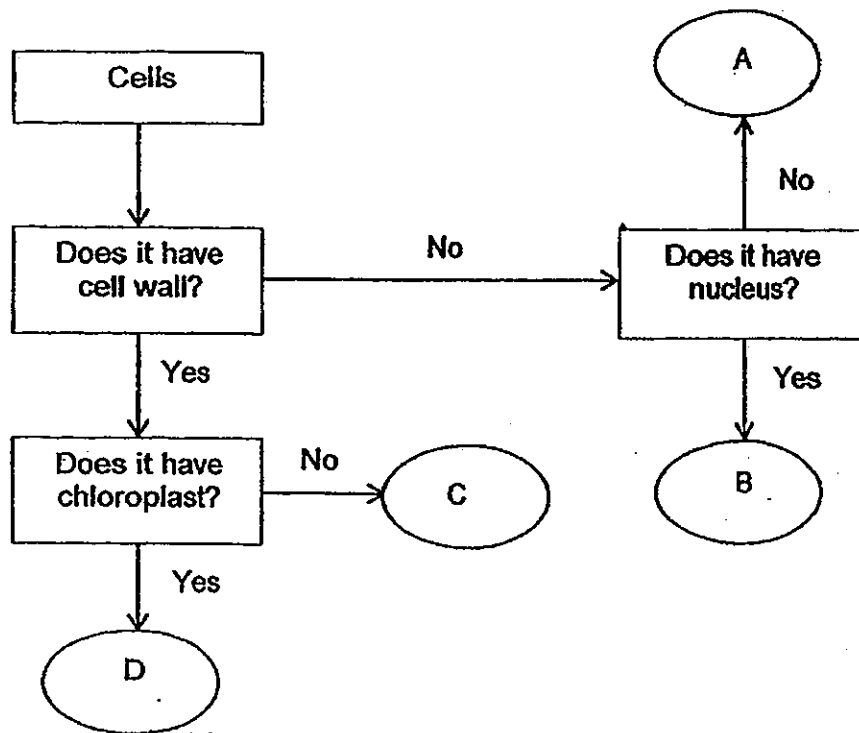 Cells
A
No
Does it have
cell wall?
No
Does it have
nucleus?
Yes
Yes
Does it have
chloroplast?
No
C
B
Yes
D